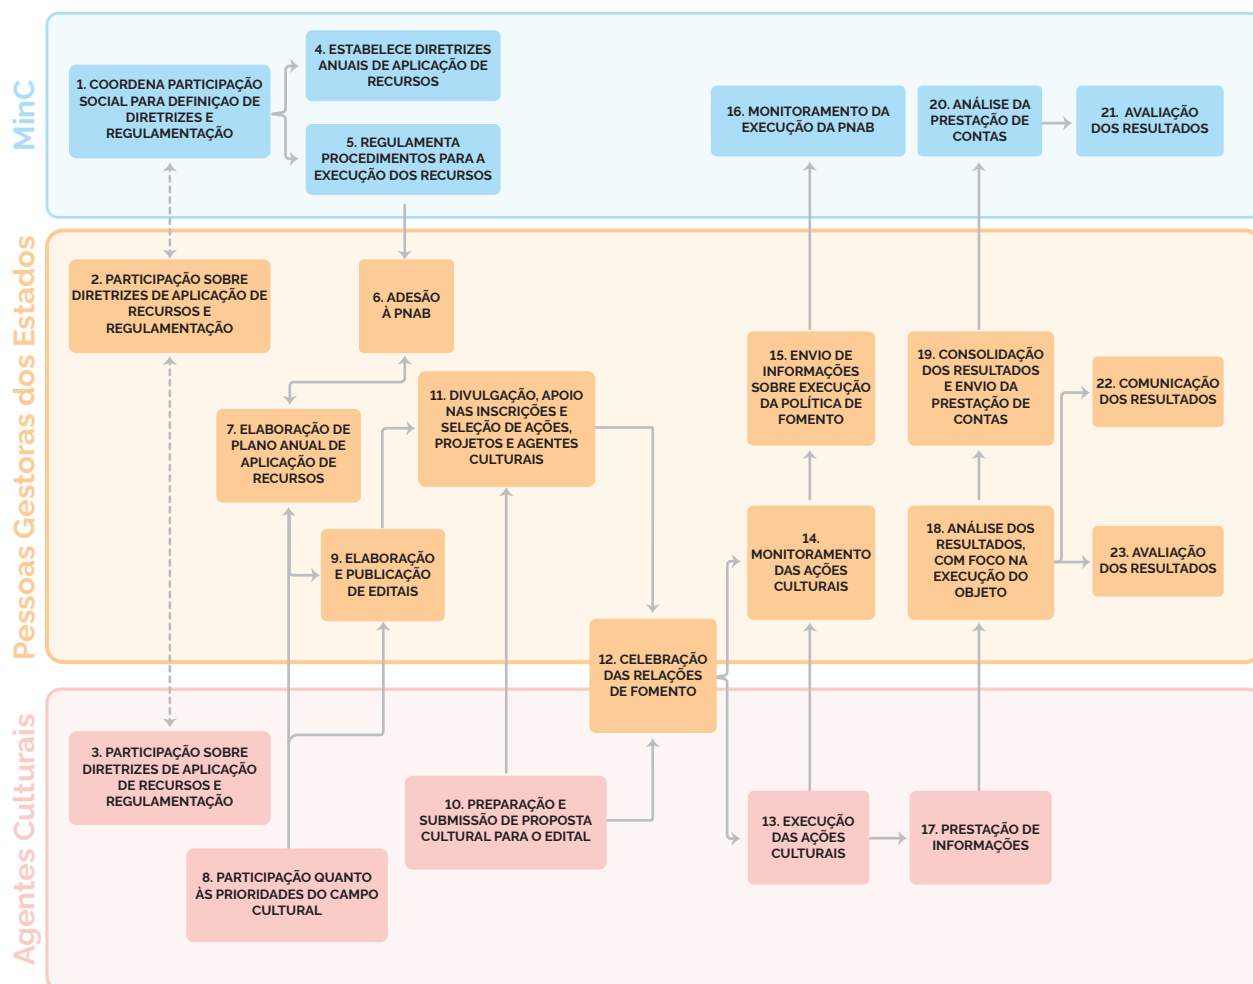 MinC
1. COORDENA PARTICIPAÇÃO
SOCIAL PARA DEFINIÇAO DE
DIRETRIZES E
REGULAMENTAÇÃO
4. ESTABELECE DIRETRIZES
ANUAIS DE APLICAÇÃO DE
RECURSOS
5. REGULAMENTA
PROCEDIMENTOS PARA A
EXECUÇÃO DOS RECURSOS
16. MONITORAMENTO DA
EXECUÇÃO DA PNAB
20. ANÁLISE DA
PRESTAÇÃO DE
CONTAS
21. AVALIAÇÃO
DOS RESULTADOS
Pessoas Gestoras dos Estados
2. PARTICIPAÇÃO SOBRE
DIRETRIZES DE APLICAÇÃO DE
RECURSOS E
REGULAMENTAÇÃO
6. ADESÃO
À PNAB
7. ELABORAÇÃO DE
PLANO ANUAL DE
APLICAÇÃO DE
RECURSOS
9. ELABORAÇÃO
E PUBLICAÇÃO
DE EDITAIS
11. DIVULGAÇÃO, APOIO
NAS INSCRIÇÕES E
SELEÇÃO DE AÇÕES,
PROJETOS E AGENTES
CULTURAIS
12. CELEBRAÇÃO
DAS RELAÇÕES
DE FOMENTO
15. ENVIO DE
INFORMAÇÕES
SOBRE EXECUÇÃO
DA POLÍTICA DE
FOMENTO
14.
MONITORAMENTO
DAS AÇÕES
CULTURAIS
19. CONSOLIDAÇÃO
DOS RESULTADOS
E ENVIO DA
PRESTAÇÃO DE
CONTAS
18. ANÁLISE DOS
RESULTADOS,
COM FOCO NA
EXECUÇÃO DO
OBJETO
22. COMUNICAÇÃO
DOS RESULTADOS
23. AVALIAÇÃO
DOS RESULTADOS
Agentes Culturais
3. PARTICIPAÇÃO SOBRE
DIRETRIZES DE APLICAÇÃO
DE RECURSOS E
REGULAMENTAÇÃO
8. PARTICIPAÇÃO QUANTO
ÀS PRIORIDADES DO CAMPO
CULTURAL
10. PREPARAÇÃO E
SUBMISSÃO DE PROPOSTA
CULTURAL PARA O EDITAL
13. EXECUÇÃO
DAS AÇÕES
CULTURAIS
17. PRESTAÇÃO DE
INFORMAÇÕES